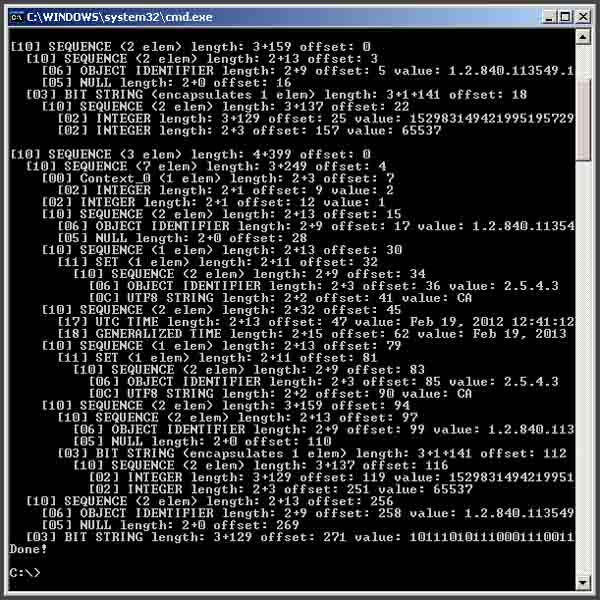 C:\WINDOWS\system32\cmd.exe
[10] SEQUENCE (2 elem) length: 3+159 offset: 0
[10] SEQUENCE (2 elem) length: 2+13 offset: 3
[06] OBJECT IDENTIFIER length: 2+9 offset: 5 value: 1.2.840.113549.1
[05] NULL length: 2+0 offset: 16
[03] BIT STRING (encapsulates 1 elem) length: 3+1+141 offset: 18
[10] SEQUENCE (2 elem) length: 3+137 offset: 22
[02] INTEGER length: 3+129 offset: 25 value: 152983149421995195729
[02] INTEGER length: 2+3 offset: 157 value: 65537
[10] SEQUENCE (3 elem) length: 4+399 offset: 0
[10] SEQUENCE (7 elem) length: 3+249 offset: 4
[00] Context_0 (1 elem) length: 2+3 offset: 7
[02] INTEGER length: 2+1 offset: 9 value: 2
[02] INTEGER length: 2+1 offset: 12 value: 1
[10] SEQUENCE (2 elem) length: 2+13 offset: 15
[06] OBJECT IDENTIFIER length: 2+9 offset: 17 value: 1.2.840.11354
[05] NULL length: 2+0 offset: 28
[10] SEQUENCE (1 elem) length: 2+13 offset: 30
[11] SET (1 elem) length: 2+11 offset: 32
[10] SEQUENCE (2 elem) length: 2+9 offset: 34
[06] OBJECT IDENTIFIER length: 2+3 offset: 36 value: 2.5.4.3
[0C] UTF8 STRING length: 2+2 offset: 41 value: CA
[10] SEQUENCE (2 elem) length: 2+32 offset: 45
[17] UTC TIME length: 2+13 offset: 47 value: Feb 19, 2012 12:41:12
[18] GENERALIZED TIME length: 2+15 offset: 62 value: Feb 19, 2013
[10] SEQUENCE (1 elem) length: 2+13 offset: 79
[11] SET (1 elem) length: 2+11 offset: 81
[10] SEQUENCE (2 elem) length: 2+9 offset: 83
[06] OBJECT IDENTIFIER length: 2+3 offset: 85 value: 2.5.4.3
[0C] UTF8 STRING length: 2+2 offset: 90 value: CA
[10] SEQUENCE (2 elem) length: 3+159 offset: 94
[10] SEQUENCE (2 elem) length: 2+13 offset: 97
[06] OBJECT IDENTIFIER length: 2+9 offset: 99 value: 1.2.840.113
[05] NULL length: 2+0 offset: 110
[03] BIT STRING (encapsulates 1 elem) length: 3+1+141 offset: 112
[10] SEQUENCE (2 elem) length: 3+137 offset: 116
[02] INTEGER length: 3+129 offset: 119 value: 1529831494219951
[02] INTEGER length: 2+3 offset: 251 value: 65537
[10] SEQUENCE (2 elem) length: 2+13 offset: 256
[06] OBJECT IDENTIFIER length: 2+9 offset: 258 value: 1.2.840.113549.1
[05] NULL length: 2+0 offset: 269
[03] BIT STRING length: 3+129 offset: 271 value: 1011101011100011100111
Done!
C:\>